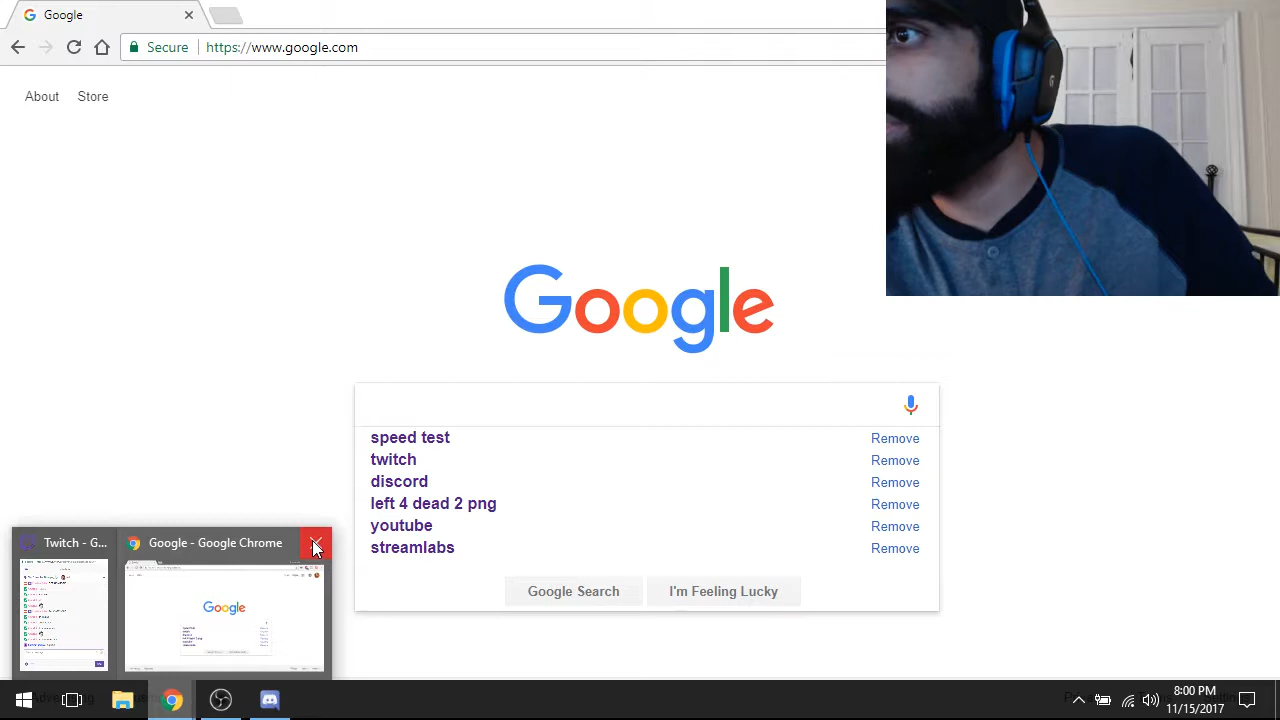 Google
Secure https://www.google.com
About Store
Google
speed test Remove
twitch Remove
discord Remove
left 4 dead 2 png Remove
youtube Remove
streamlabs Remove
Google Search I'm Feeling Lucky
Twitch - G... Google - Google Chrome
Google
8:00 PM
11/15/2017